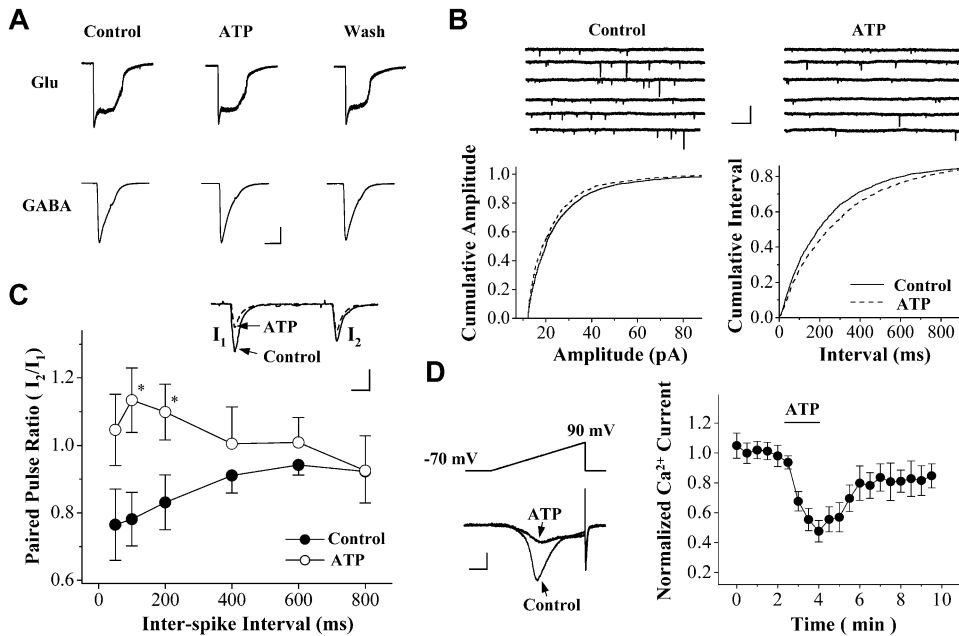 A
Control ATP Wash
Glu
GABA
B
Control ATP
Cumulative Amplitude
1.0
0.8
0.6
0.4
0.2
0.0
20 40 60 80
Amplitude (pA)
Cumulative Interval
0.8
0.6
0.4
0.2
0.0
Control
ATP
0 200 400 600 800
Interval (ms)
C
I1 ATP I2
Control
Paired Pulse Ratio ( I2/I1)
1.2
1.0
0.8
0.6
* *
Control
ATP
0 200 400 600 800
Inter-spike Interval (ms)
D
90 mV
-70 mV
ATP
Control
Normalized Ca2+ Current
ATP
1.2
1.0
0.8
0.6
0.4
0.2
0 2 4 6 8 10
Time ( min )